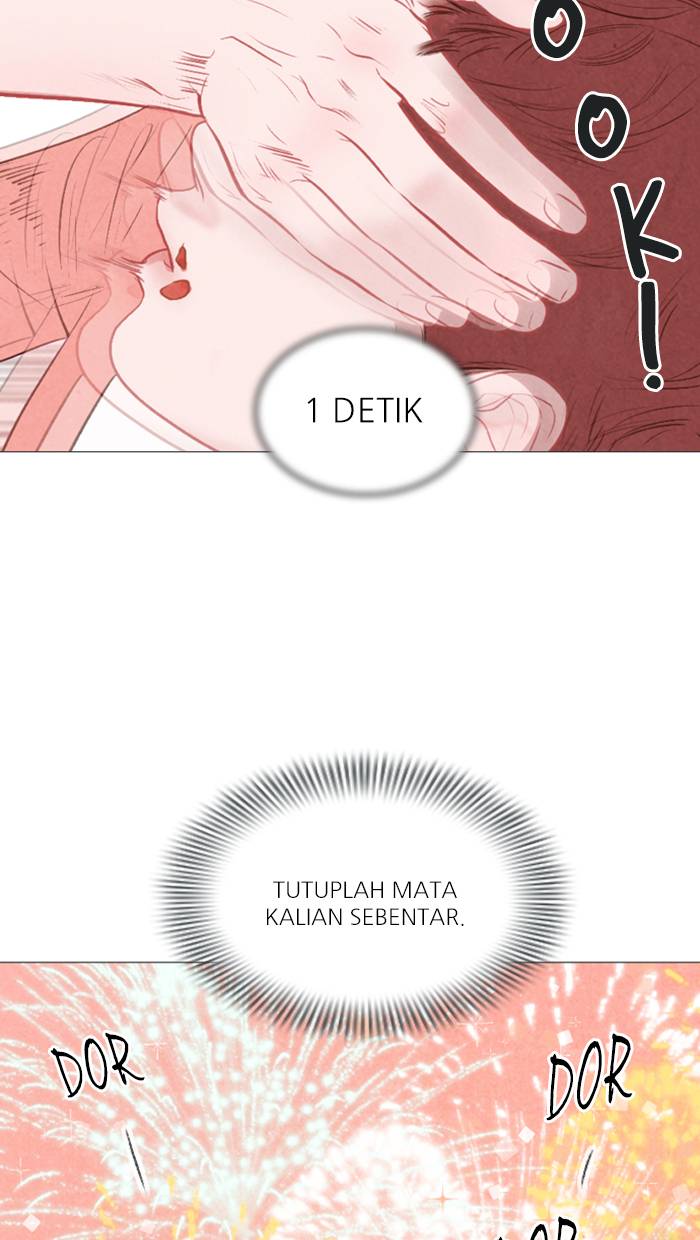 OOKI!
1 DETIK
TUTUPLAH MATA
KALIAN SEBENTAR.
DOR
DOR